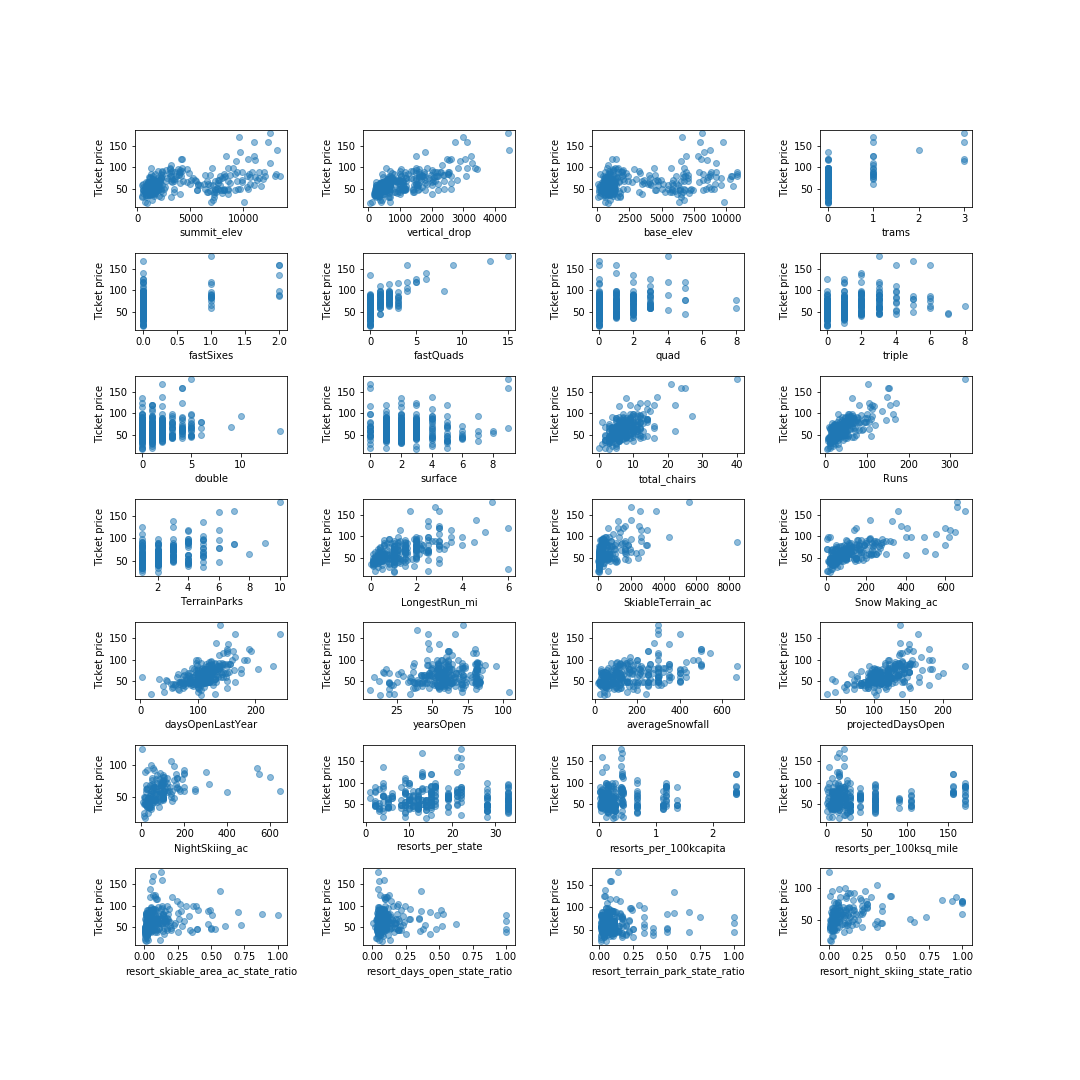 Ticket price
150
100
50
0 5000 10000
summit_elev
Ticket price
150
100
50
0 1000 2000 3000 4000
vertical_drop
Ticket price
150
100
50
0 2500 5000 7500 10000
base_elev
Ticket price
150
100
50
0 1 2 3
trams
Ticket price
150
100
50
0.0 0.5 1.0 1.5 2.0
fastSixes
Ticket price
150
100
50
0 5 10 15
fastQuads
Ticket price
150
100
50
0 2 4 6 8
quad
Ticket price
150
100
50
0 2 4 6 8
triple
Ticket price
150
100
50
0 5 10
double
Ticket price
150
100
50
0 2 4 6 8
surface
Ticket price
150
100
50
0 10 20 30 40
total_chairs
Ticket price
150
100
50
0 100 200 300
Runs
Ticket price
150
100
50
2 4 6 8 10
TerrainParks
Ticket price
150
100
50
0 2 4 6
LongestRun_mi
Ticket price
150
100
50
0 2000 4000 6000 8000
SkiableTerrain_ac
Ticket price
150
100
50
0 200 400 600
Snow Making_ac
Ticket price
150
100
50
0 100 200
daysOpenLastYear
Ticket price
150
100
50
25 50 75 100
yearsOpen
Ticket price
150
100
50
0 200 400 600
averageSnowfall
Ticket price
150
100
50
50 100 150 200
projectedDaysOpen
Ticket price
100
50
0 200 400 600
NightSkiing_ac
Ticket price
150
100
50
0 10 20 30
resorts_per_state
Ticket price
150
100
50
0 1 2
resorts_per_100kcapita
Ticket price
150
100
50
0 50 100 150
resorts_per_100ksq_mile
Ticket price
150
100
50
0.00 0.25 0.50 0.75 1.00
resort_skiable_area_ac_state_ratio
Ticket price
150
100
50
0.00 0.25 0.50 0.75 1.00
resort_days_open_state_ratio
Ticket price
150
100
50
0.00 0.25 0.50 0.75 1.00
resort_terrain_park_state_ratio
Ticket price
100
50
0.00 0.25 0.50 0.75 1.00
resort_night_skiing_state_ratio